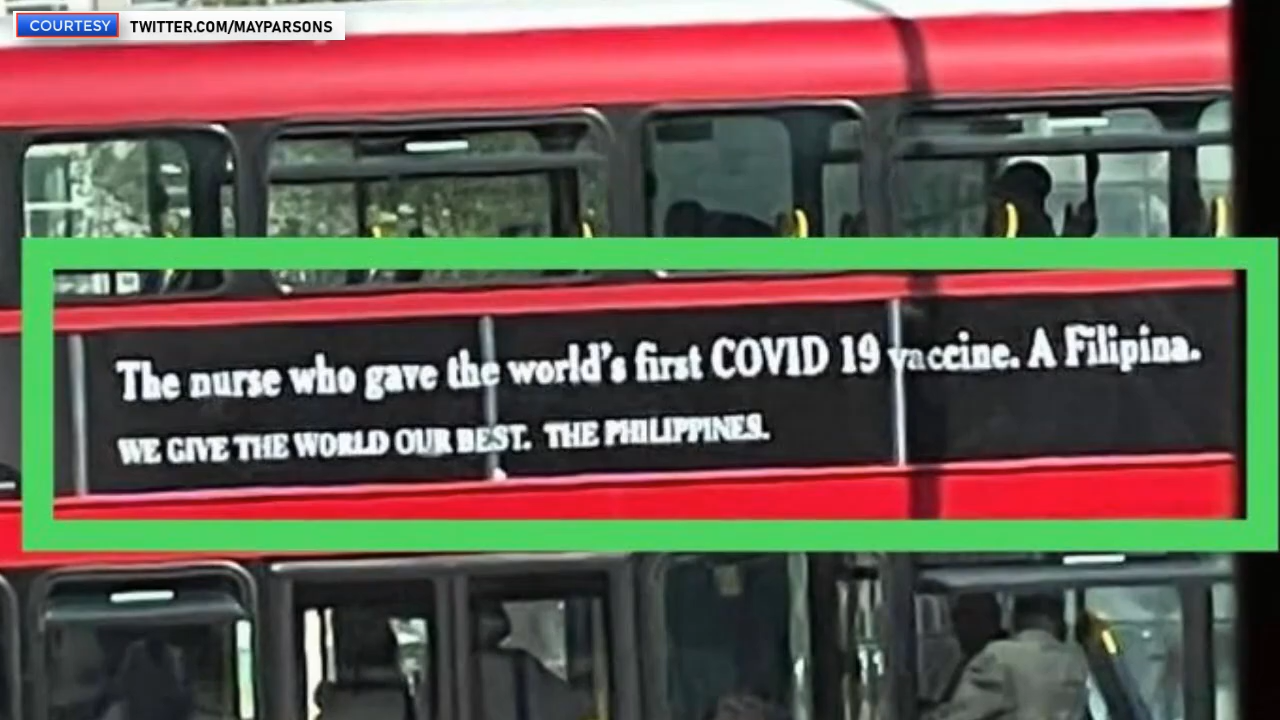 COURTESY TWITTER.COM/MAYPARSONS
The nurse who gave the world's first COVID 19 vaccine. A Filipina.
WE GIVE THE WORLD OUR BEST. THE PHILIPPINES.